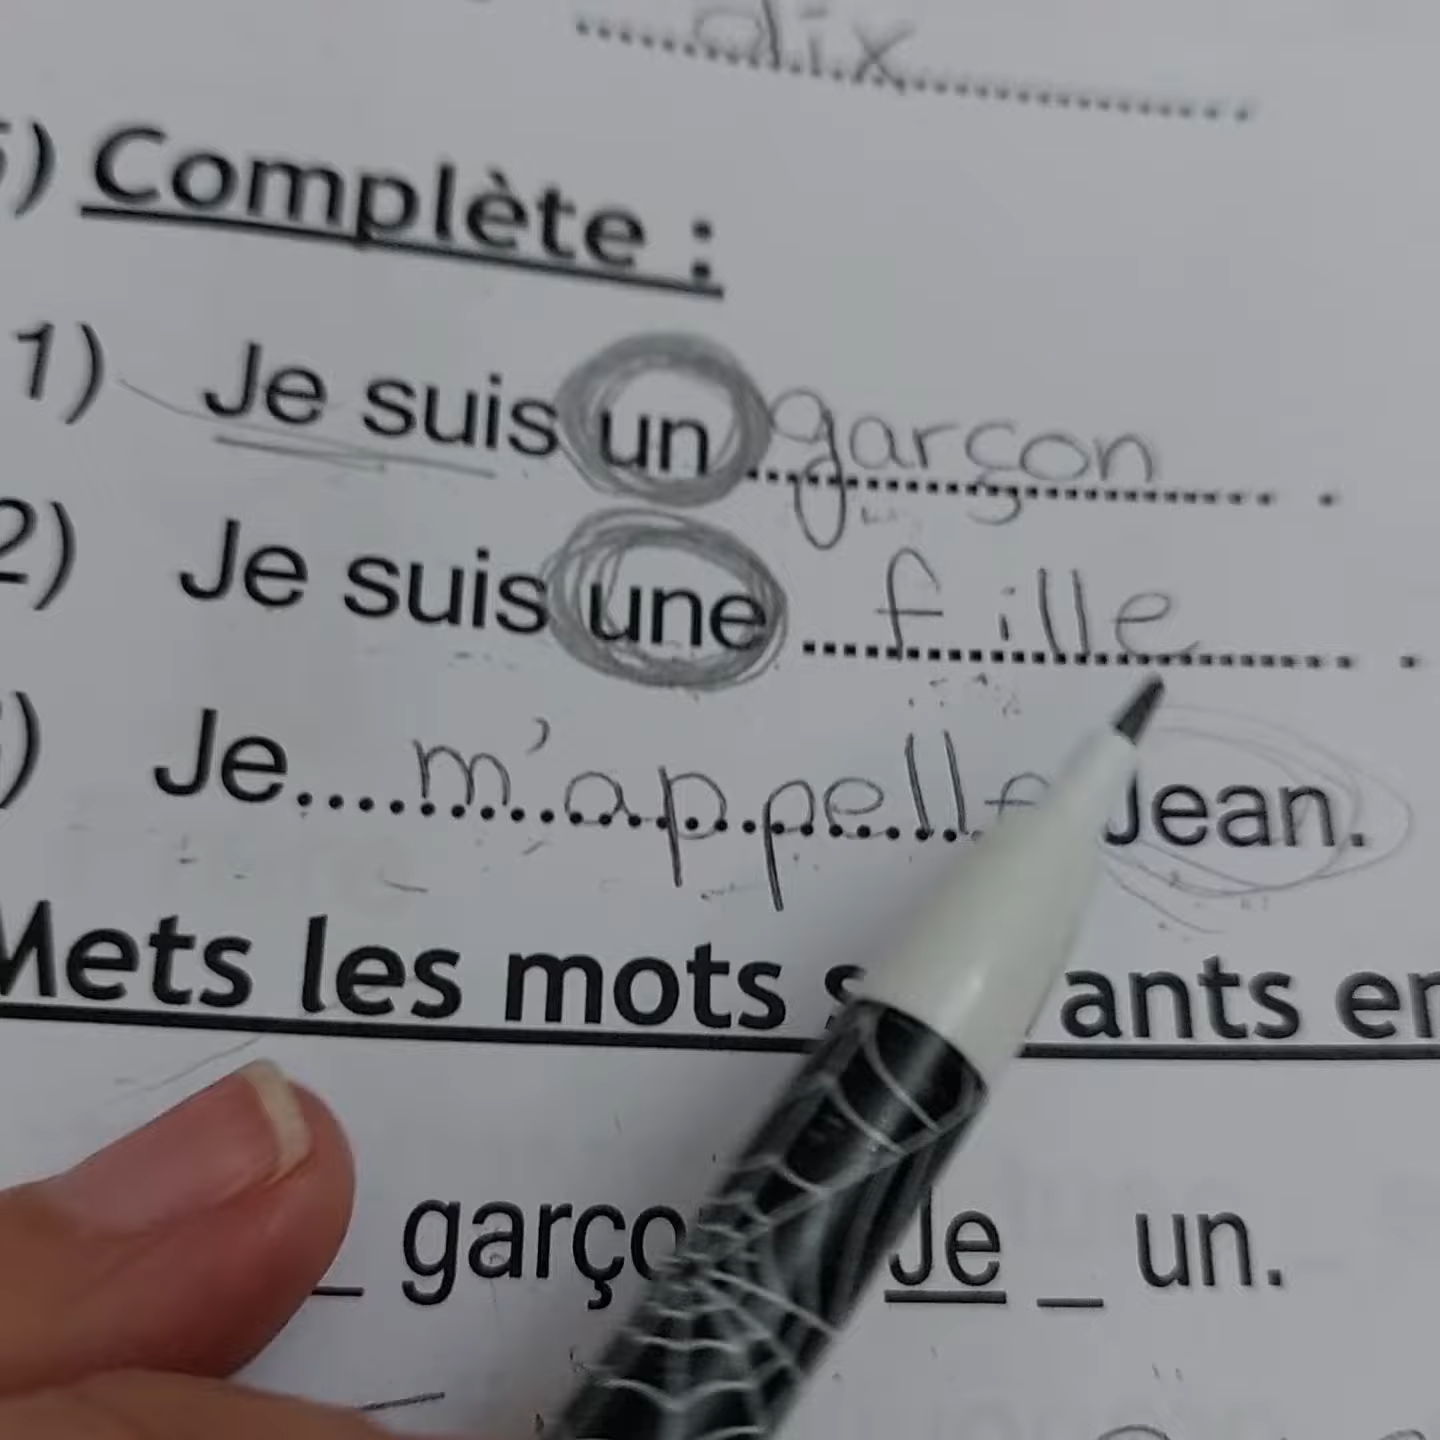 dix
) Complète :
1) Je suis un garçon .
2) Je suis une fille .
) Je.... m'appelle Jean.
Mets les mots s ants en
_ garço Je _ un.